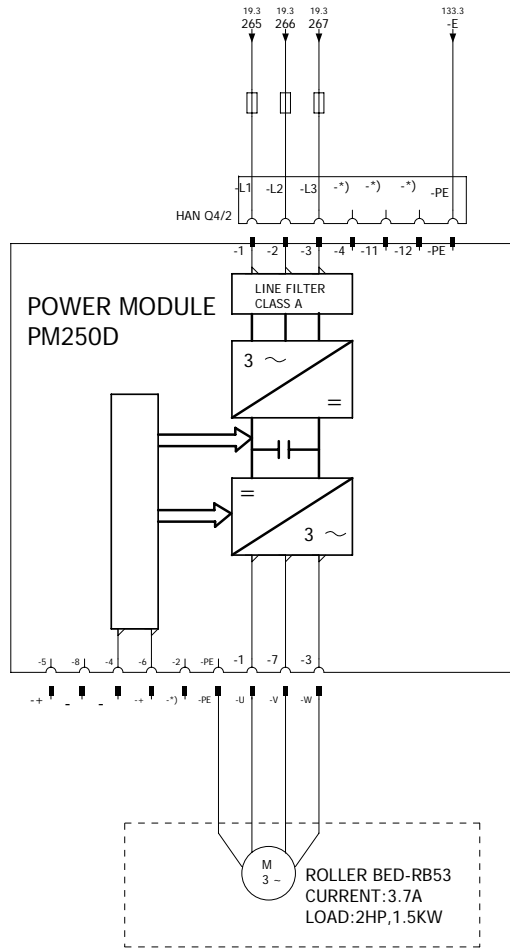 19.3 19.3 19.3 133.3
265 266 267 -E
-L1 -L2 -L3 -*) -*) -*) -PE
HAN Q4/2
-1 -2 -3 -4 -11 -12 -PE
LINE FILTER
CLASS A
POWER MODULE
PM250D
3 ~
=
=
3 ~
-5 -8 -4 -6 -2 -PE -1 -7 -3
-+ - - -+ -*) -PE -U -V -W
M
3 ~
ROLLER BED-RB53
CURRENT:3.7A
LOAD:2HP,1.5KW